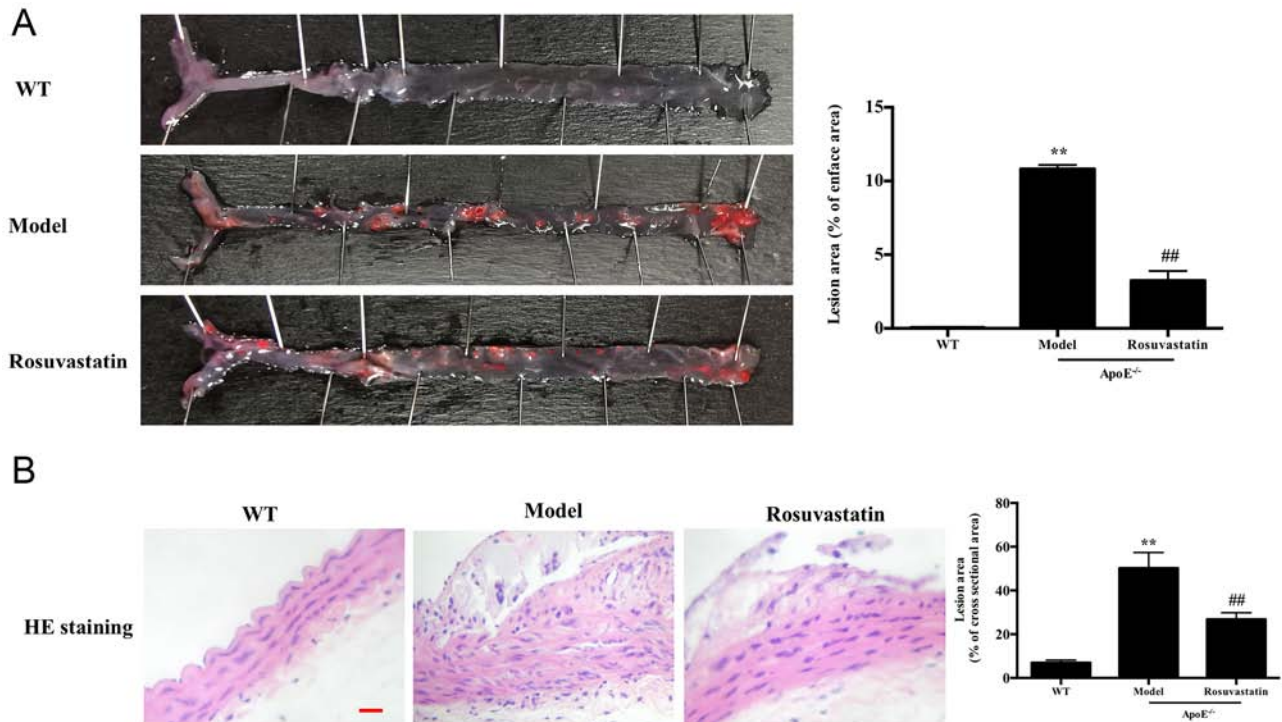 A
WT
Model
Rosuvastatin
Lesion area (% of enface area)
15
10
5
0
**
##
WT
Model
Rosuvastatin
ApoE-/-
B
WT
Model
Rosuvastatin
HE staining
Lesion area
(% of cross sectional area)
80
60
40
20
0
**
##
WT
Model
Rosuvastatin
ApoE-/-